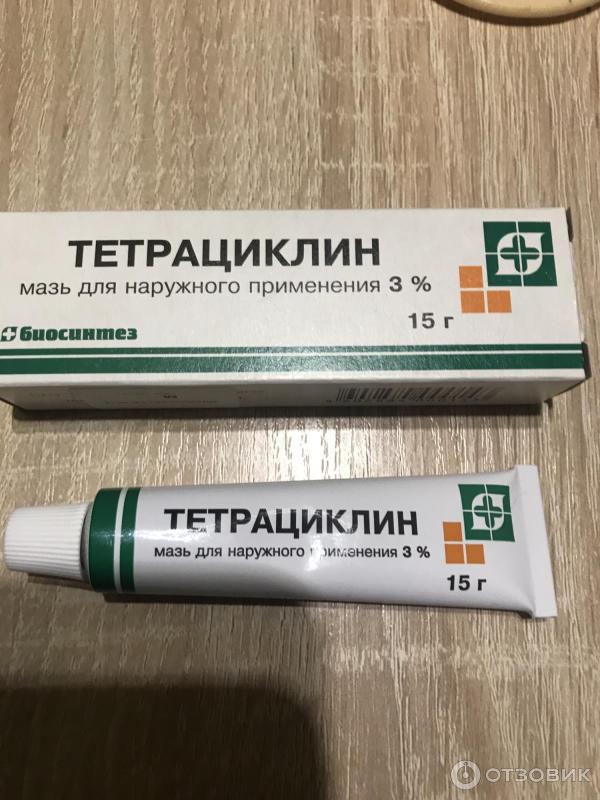 ТЕТРАЦИКЛИН
мазь для наружного применения 3 %
15 г
биосинтез
ТЕТРАЦИКЛИН
мазь для наружного применения 3 %
15 г
ОТЗОВИК